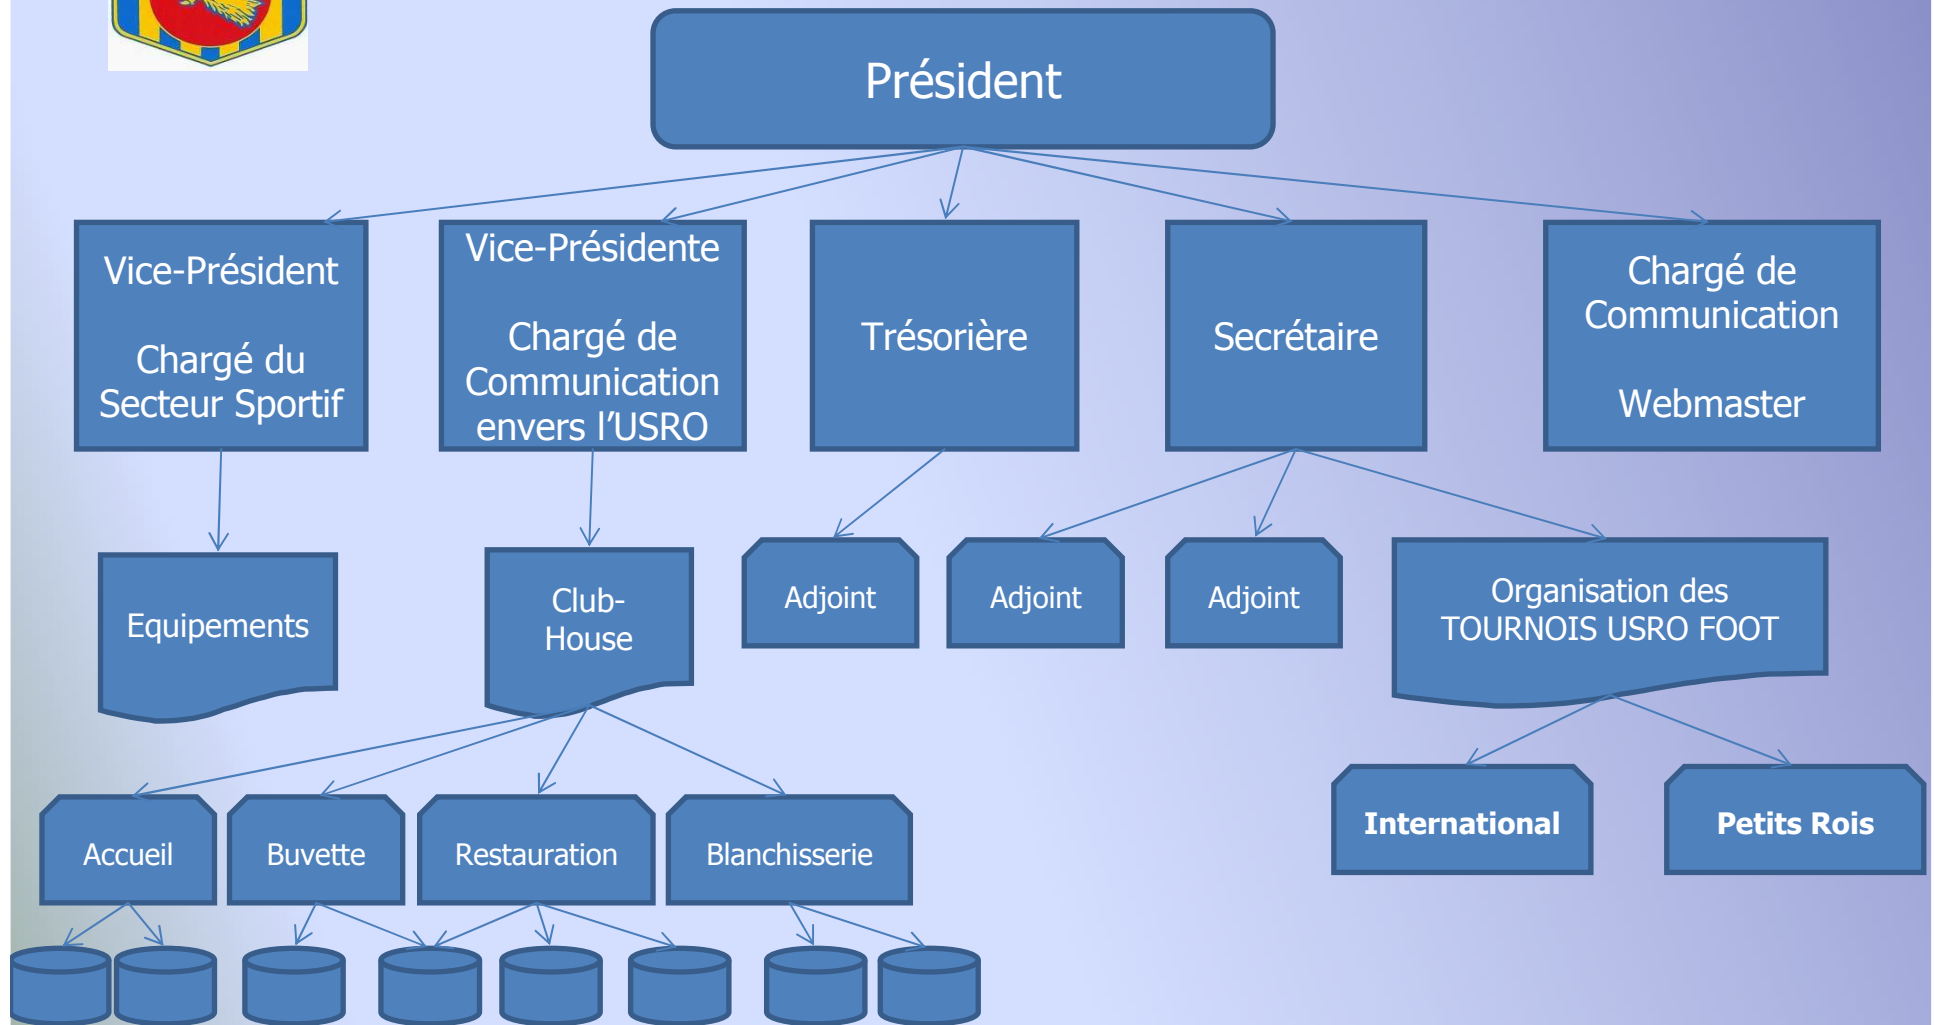 Président
Vice-Président
Chargé du
Secteur Sportif
Vice-Présidente
Chargé de
Communication
envers l’USRO
Trésorière
Secrétaire
Chargé de
Communication
Webmaster
Equipements
Club-
House
Adjoint
Adjoint
Adjoint
Organisation des
TOURNOIS USRO FOOT
International
Petits Rois
Accueil
Buvette
Restauration
Blanchisserie